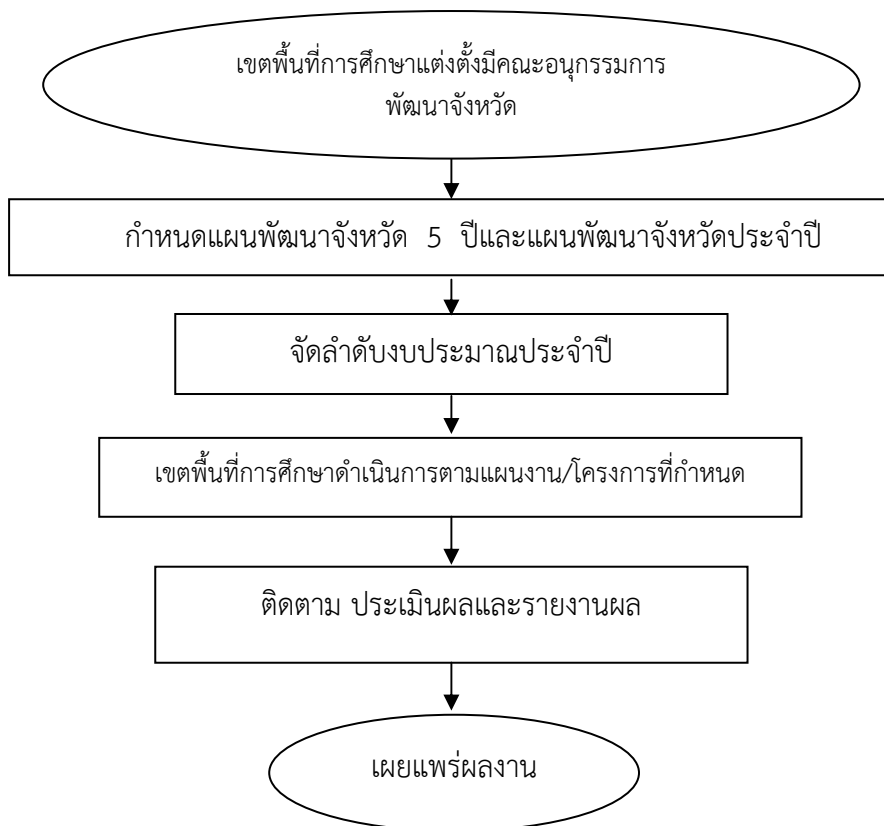 เขตพื้นที่การศึกษาแต่งตั้งมีคณะอนุกรรมการ
พัฒนาจังหวัด
กำหนดแผนพัฒนาจังหวัด 5 ปีและแผนพัฒนาจังหวัดประจำปี
จัดลำดับงบประมาณประจำปี
เขตพื้นที่การศึกษาดำเนินการตามแผนงาน/โครงการที่กำหนด
ติดตาม ประเมินผลและรายงานผล
เผยแพร่ผลงาน